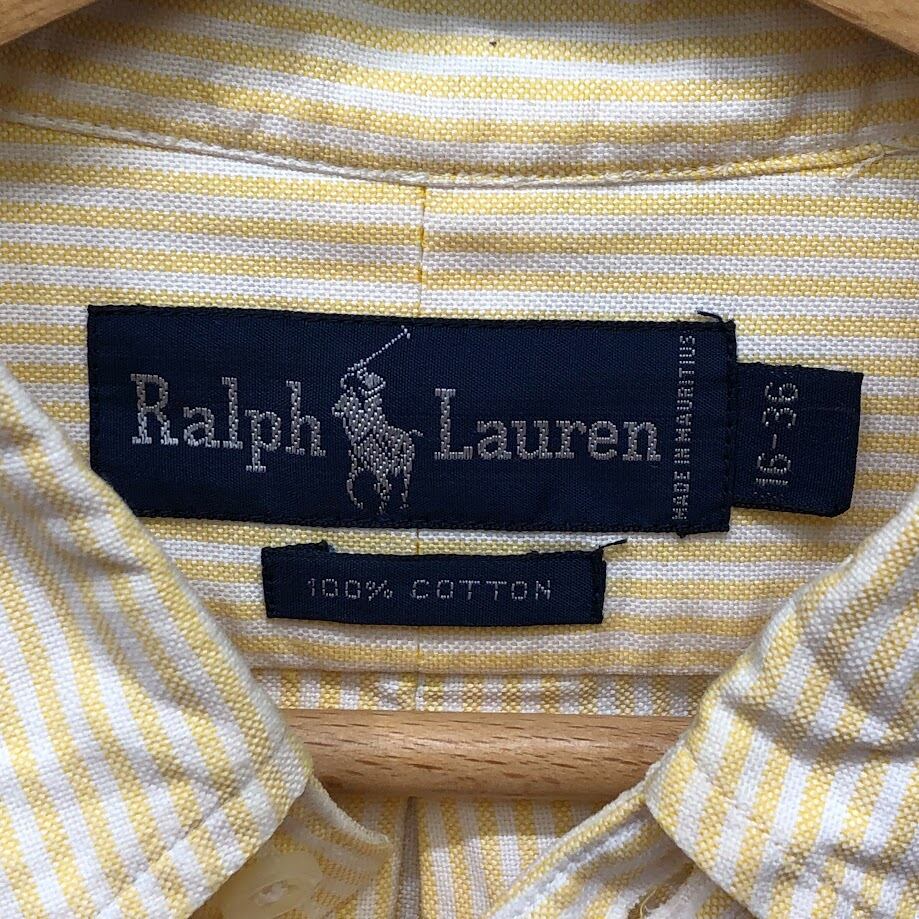 Ralph Lauren
MADE IN MAURITIUS
16-36
100% COTTON